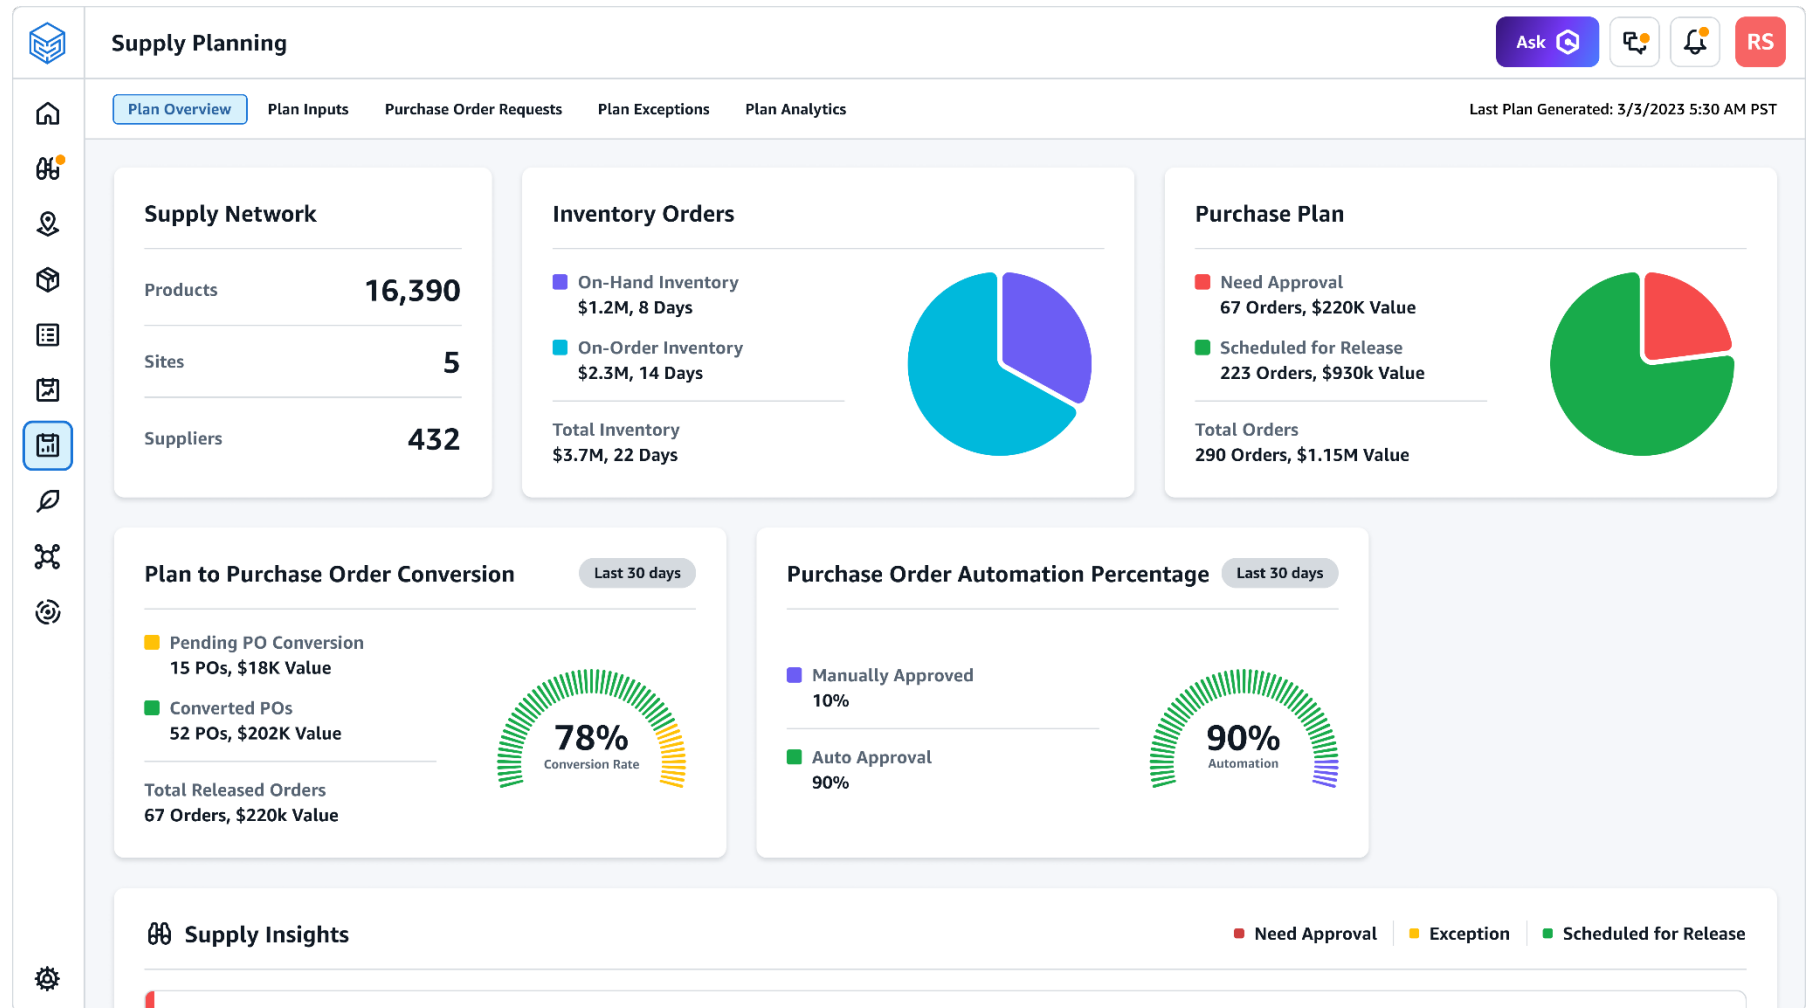 Supply Planning
Ask
RS
Plan Overview
Plan Inputs
Purchase Order Requests
Plan Exceptions
Plan Analytics
Last Plan Generated: 3/3/2023 5:30 AM PST
Supply Network
Products
16,390
Sites
5
Suppliers
432
Inventory Orders
On-Hand Inventory
$1.2M, 8 Days
On-Order Inventory
$2.3M, 14 Days
Total Inventory
$3.7M, 22 Days
Purchase Plan
Need Approval
67 Orders, $220K Value
Scheduled for Release
223 Orders, $930k Value
Total Orders
290 Orders, $1.15M Value
Plan to Purchase Order Conversion
Last 30 days
Pending PO Conversion
15 POs, $18K Value
Converted POs
52 POs, $202K Value
Total Released Orders
67 Orders, $220k Value
78%
Conversion Rate
Purchase Order Automation Percentage
Last 30 days
Manually Approved
10%
Auto Approval
90%
90%
Automation
Supply Insights
Need Approval
Exception
Scheduled for Release